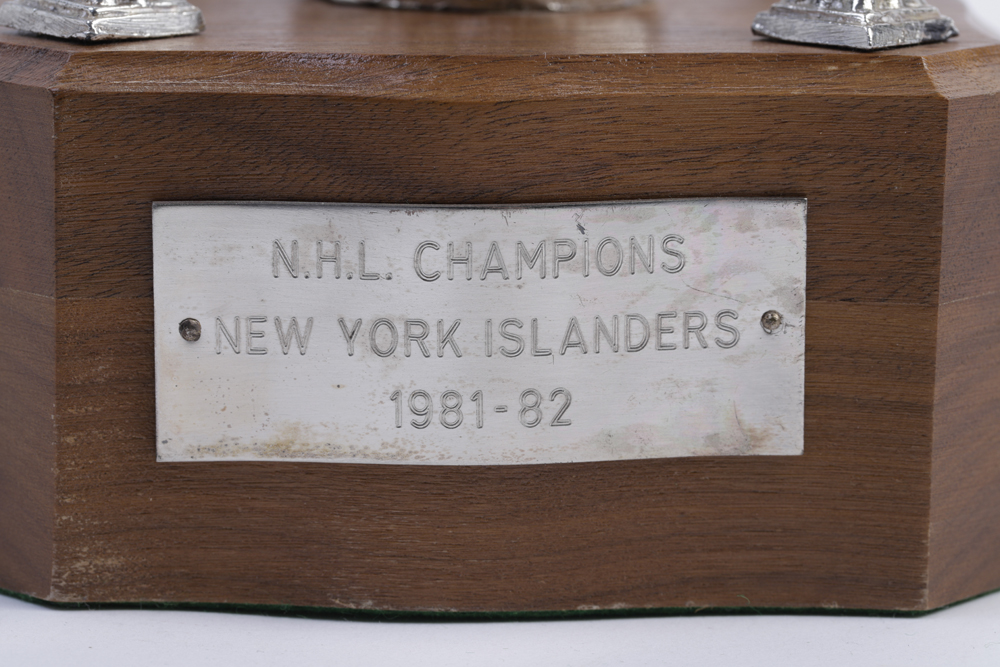 N.H.L. CHAMPIONS
NEW YORK ISLANDERS
1981-82